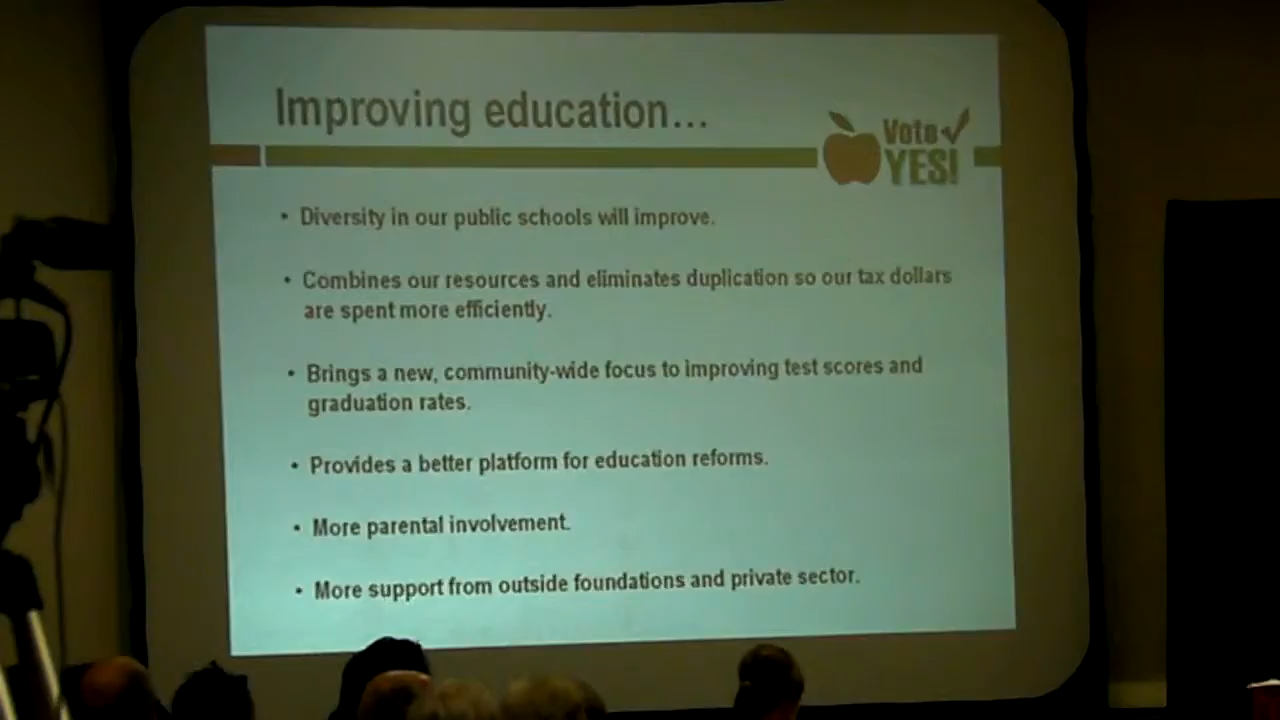 Improving education...
Vote
YES!
• Diversity in our public schools will improve.
• Combines our resources and eliminates duplication so our tax dollars
are spent more efficiently.
• Brings a new, community-wide focus to improving test scores and
graduation rates.
• Provides a better platform for education reforms.
• More parental involvement.
• More support from outside foundations and private sector.